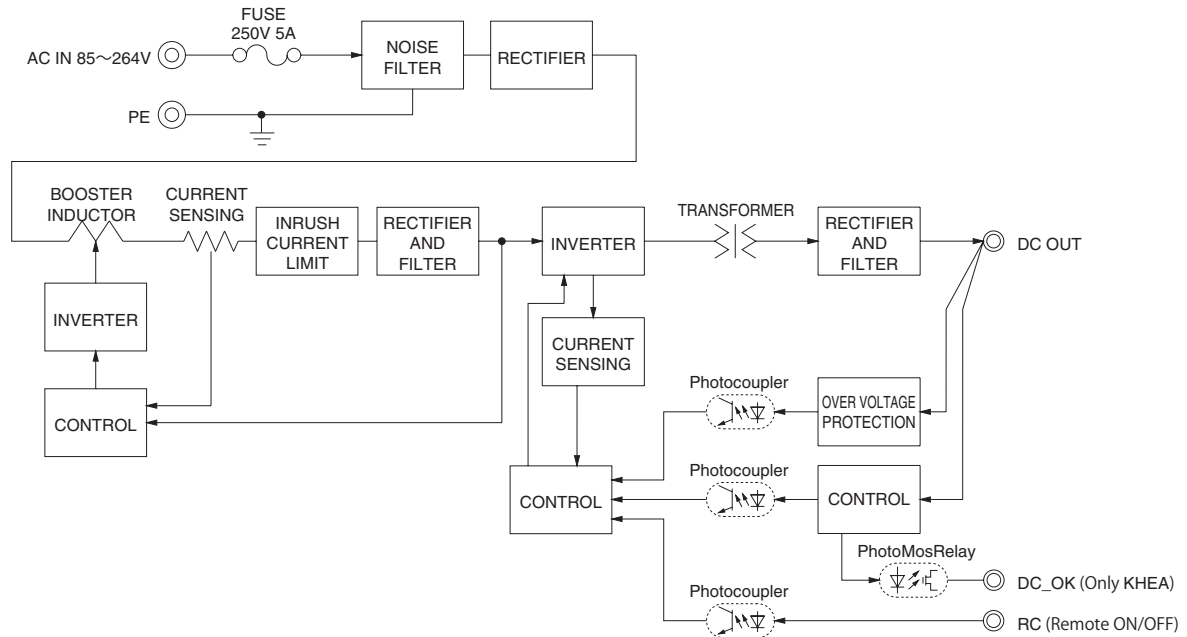 FUSE
250V 5A
AC IN 85〜264V
NOISE
FILTER
RECTIFIER
PE
BOOSTER
INDUCTOR
CURRENT
SENSING
INRUSH
CURRENT
LIMIT
RECTIFIER
AND
FILTER
INVERTER
TRANSFORMER
RECTIFIER
AND
FILTER
DC OUT
INVERTER
CURRENT
SENSING
CONTROL
Photocoupler
OVER VOLTAGE
PROTECTION
CONTROL
Photocoupler
CONTROL
PhotoMosRelay
DC_OK (Only KHEA)
Photocoupler
RC (Remote ON/OFF)